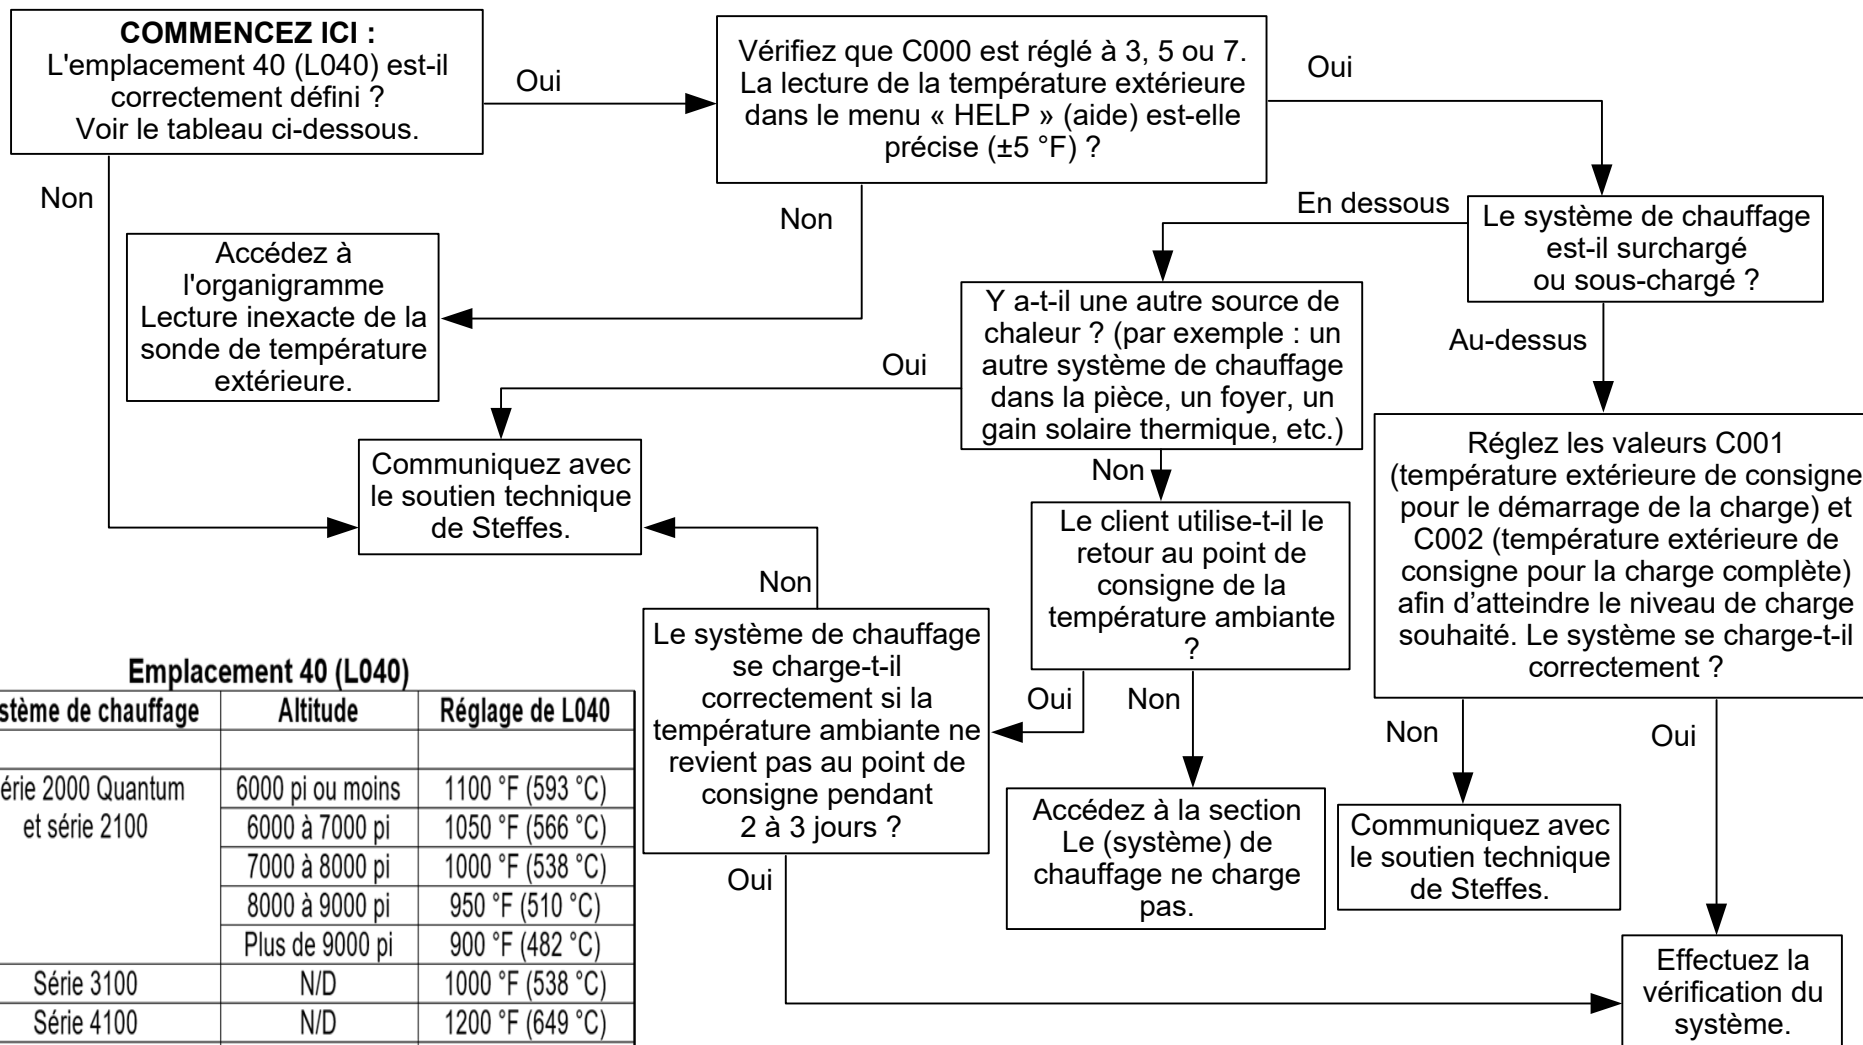 COMMENCEZ ICI :
L'emplacement 40 (L040) est-il
correctement défini ?
Voir le tableau ci-dessous.
Oui
Vérifiez que C000 est réglé à 3, 5 ou 7.
La lecture de la température extérieure
dans le menu « HELP » (aide) est-elle
précise (±5 °F) ?
Oui
Non
Non
Accédez à
l'organigramme
Lecture inexacte de la
sonde de température
extérieure.
En dessous
Le système de chauffage
est-il surchargé
ou sous-chargé ?
Au-dessus
Y a-t-il une autre source de
chaleur ? (par exemple : un
autre système de chauffage
dans la pièce, un foyer, un
gain solaire thermique, etc.)
Oui
Non
Communiquez avec
le soutien technique
de Steffes.
Réglez les valeurs C001
(température extérieure de consigne
pour le démarrage de la charge) et
C002 (température extérieure de
consigne pour la charge complète)
afin d’atteindre le niveau de charge
souhaité. Le système se charge-t-il
correctement ?
Le client utilise-t-il le
retour au point de
consigne de la
température ambiante
?
Non
Le système de chauffage
se charge-t-il
correctement si la
température ambiante ne
revient pas au point de
consigne pendant
2 à 3 jours ?
Oui
Non
Non
Oui
Oui
Accédez à la section
Le (système) de
chauffage ne charge
pas.
Communiquez avec
le soutien technique
de Steffes.
Effectuez la
vérification du
système.
Emplacement 40 (L040)
stème de chauffage Altitude Réglage de L040
érie 2000 Quantum 6000 pi ou moins 1100 °F (593 °C)
et série 2100 6000 à 7000 pi 1050 °F (566 °C)
7000 à 8000 pi 1000 °F (538 °C)
8000 à 9000 pi 950 °F (510 °C)
Plus de 9000 pi 900 °F (482 °C)
Série 3100 N/D 1000 °F (538 °C)
Série 4100 N/D 1200 °F (649 °C)